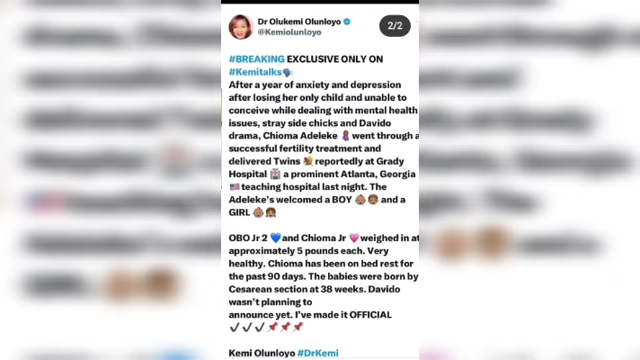 Dr Olukemi Olunloyo
@Kemiolunloyo
2/2
#BREAKING EXCLUSIVE ONLY ON
#Kemitalks🗣
After a year of anxiety and depression
after losing her only child and unable to
conceive while dealing with mental health
issues, stray side chicks and Davido
drama, Chioma Adeleke 🤰🏽 went through a
successful fertility treatment and
delivered Twins 👯 reportedly at Grady
Hospital 🏥 a prominent Atlanta, Georgia
🇺🇸 teaching hospital last night. The
Adeleke's welcomed a BOY 👶🏽👦🏽 and a
GIRL 👶🏽👧🏽
OBO Jr 2 💙and Chioma Jr 💗weighed in at
approximately 5 pounds each. Very
healthy. Chioma has been on bed rest for
the past 90 days. The babies were born by
Cesarean section at 38 weeks. Davido
wasn't planning to
announce yet. I've made it OFFICIAL
✔✔✔📌📌📌
Kemi Olunloyo #DrKemi